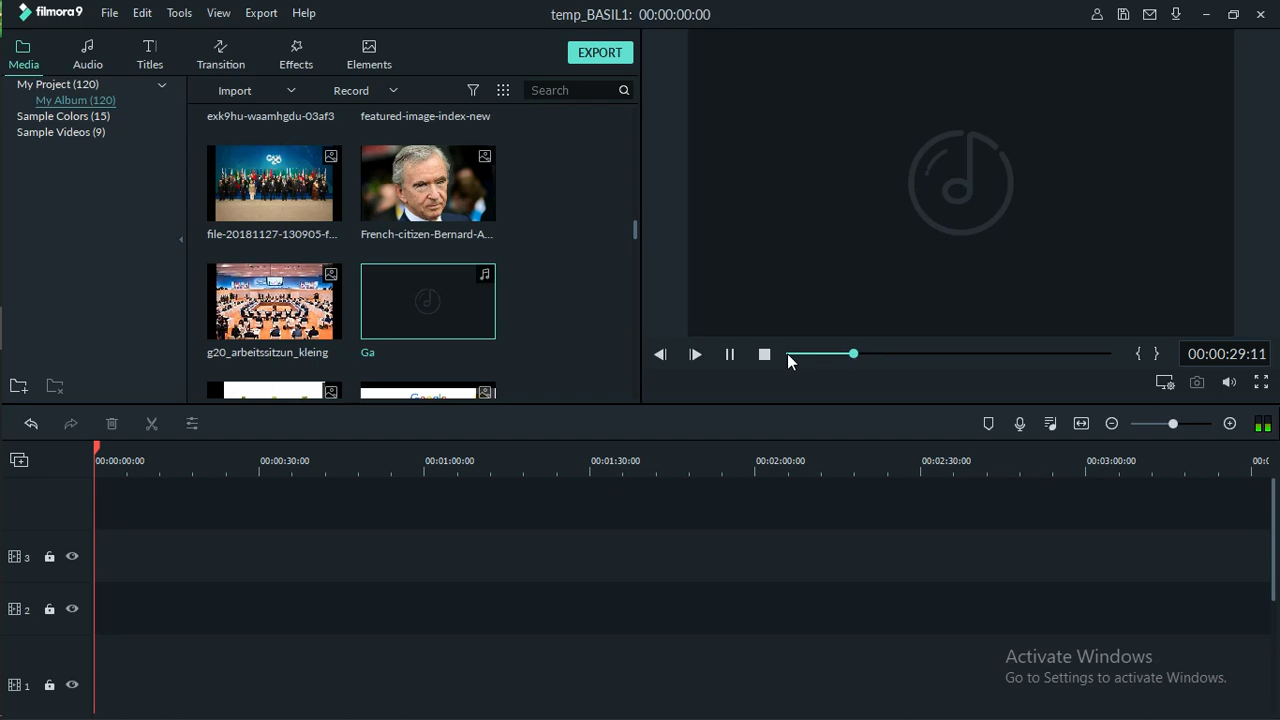 filmora9 File Edit Tools View Export Help temp_BASIL1: 00:00:00:00
Media Audio Titles Transition Effects Elements EXPORT
My Project (120)
My Album (120)
Sample Colors (15)
Sample Videos (9)
Import Record Search
exk9hu-waamhgdu-03af3 featured-image-index-new
file-20181127-130905-f... French-citizen-Bernard-A...
g20_arbeitssitzun_kleing Ga
00:00:29:11
00:00:00:00 00:00:30:00 00:01:00:00 00:01:30:00 00:02:00:00 00:02:30:00 00:03:00:00
3
2
1
Activate Windows
Go to Settings to activate Windows.